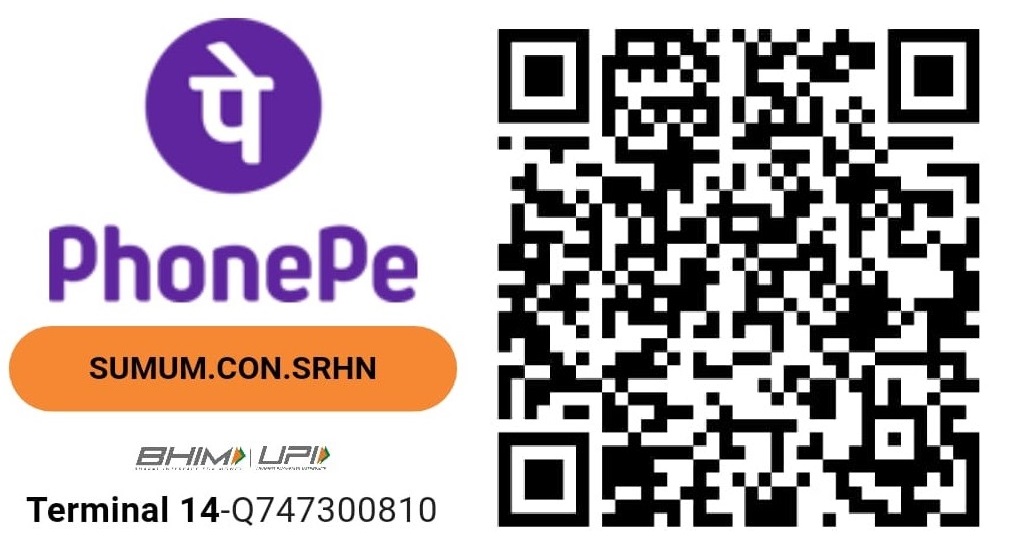 पे
PhonePe
SUMUM.CON.SRHN
BHIM UPI
Terminal 14-Q747300810